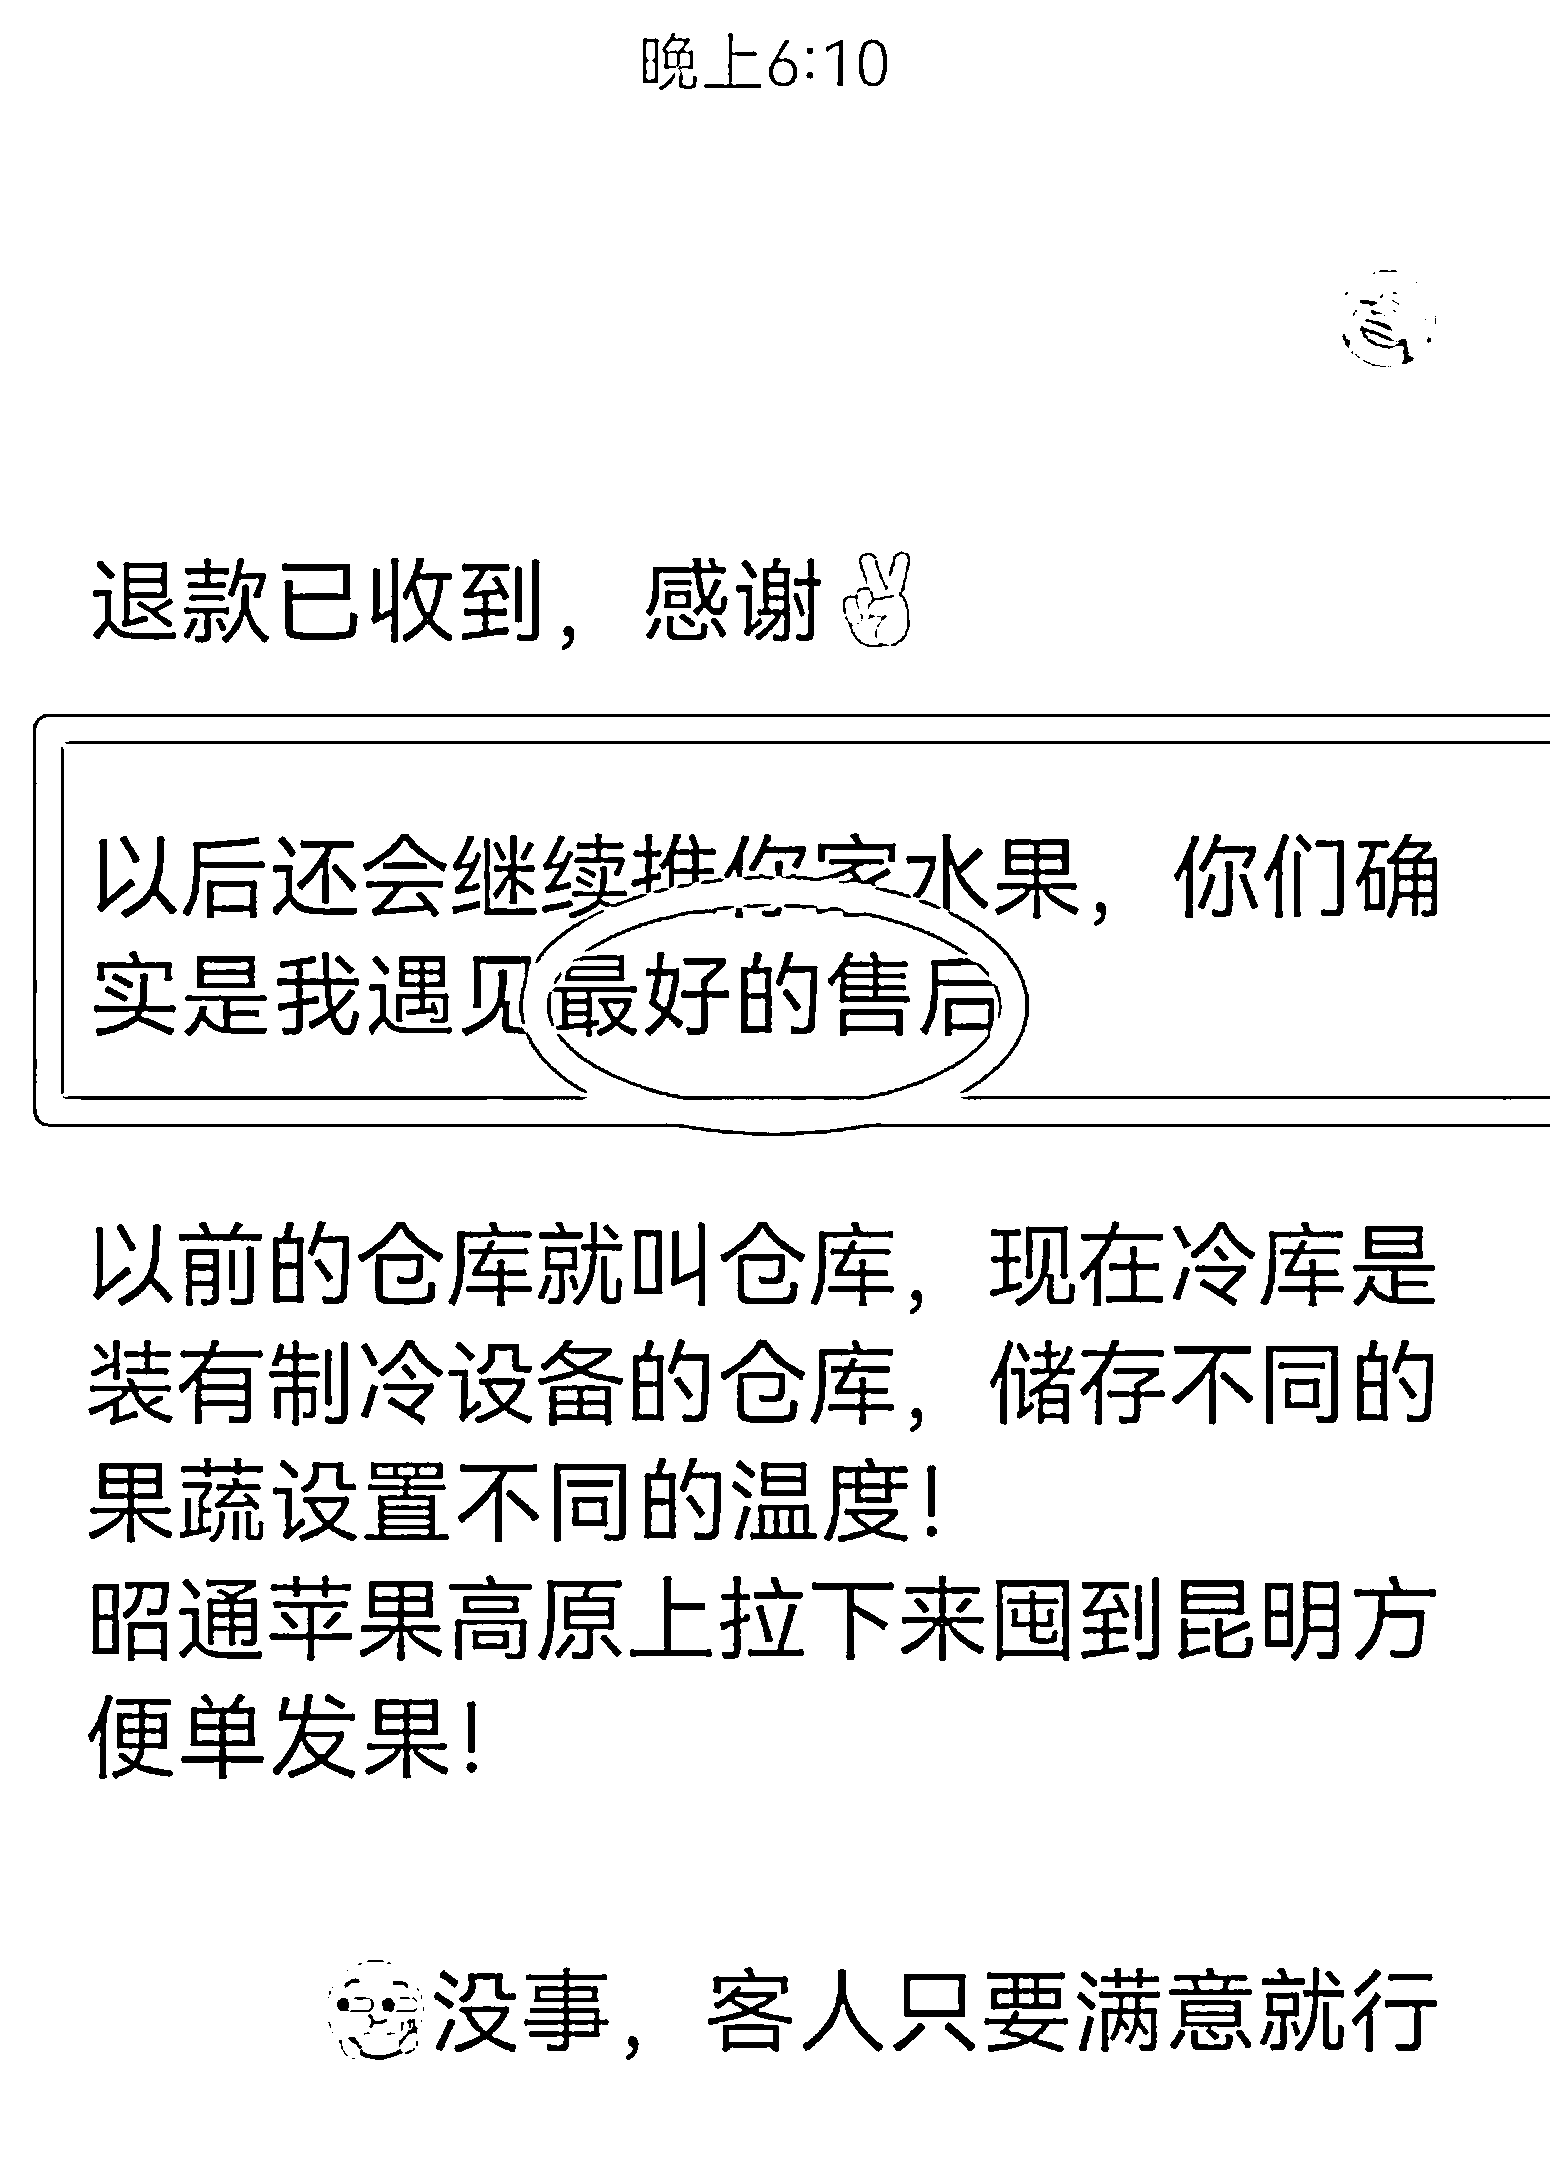 晚上6:10
退款已收到，感谢✌
以后还会继续推你家水果，你们确
实是我遇见最好的售后
以前的仓库就叫仓库，现在冷库是
装有制冷设备的仓库，储存不同的
果蔬设置不同的温度！
昭通苹果高原上拉下来囤到昆明方
便单发果！
没事，客人只要满意就行